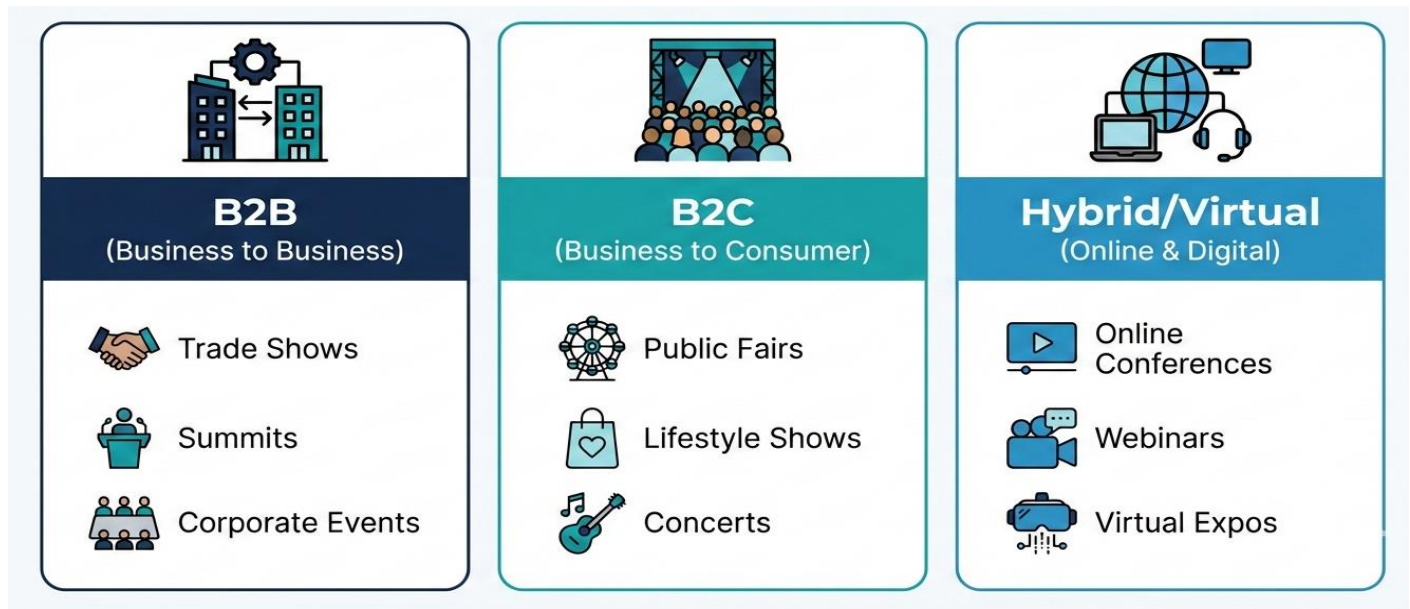 B2B
(Business to Business)
Trade Shows
Summits
Corporate Events
B2C
(Business to Consumer)
Public Fairs
Lifestyle Shows
Concerts
Hybrid/Virtual
(Online & Digital)
Online
Conferences
Webinars
Virtual Expos